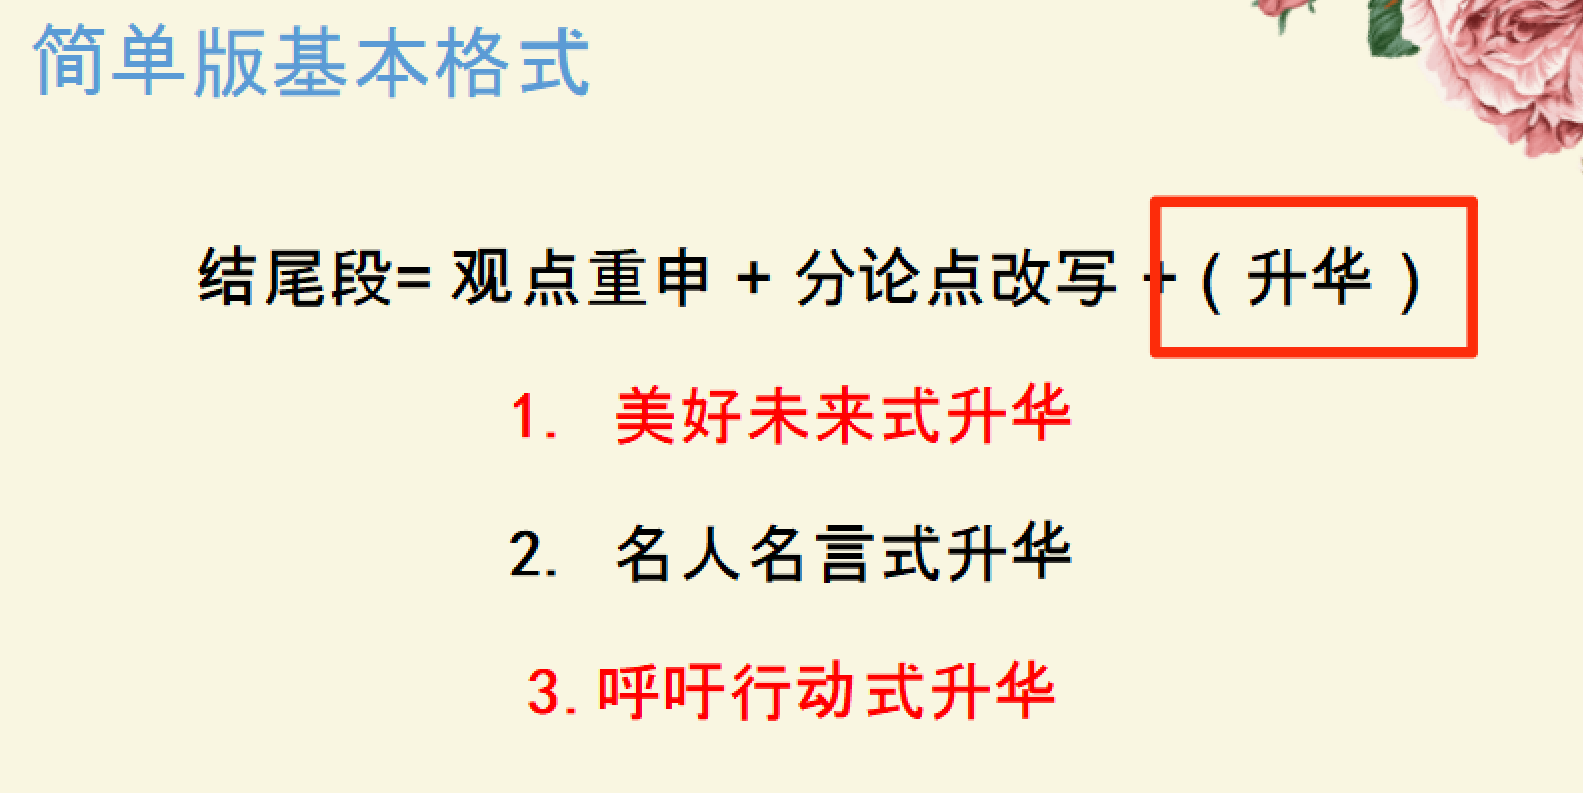 简单版基本格式
结尾段= 观点重申 + 分论点改写 +( 升华 )
1. 美好未来式升华
2. 名人名言式升华
3. 呼吁行动式升华